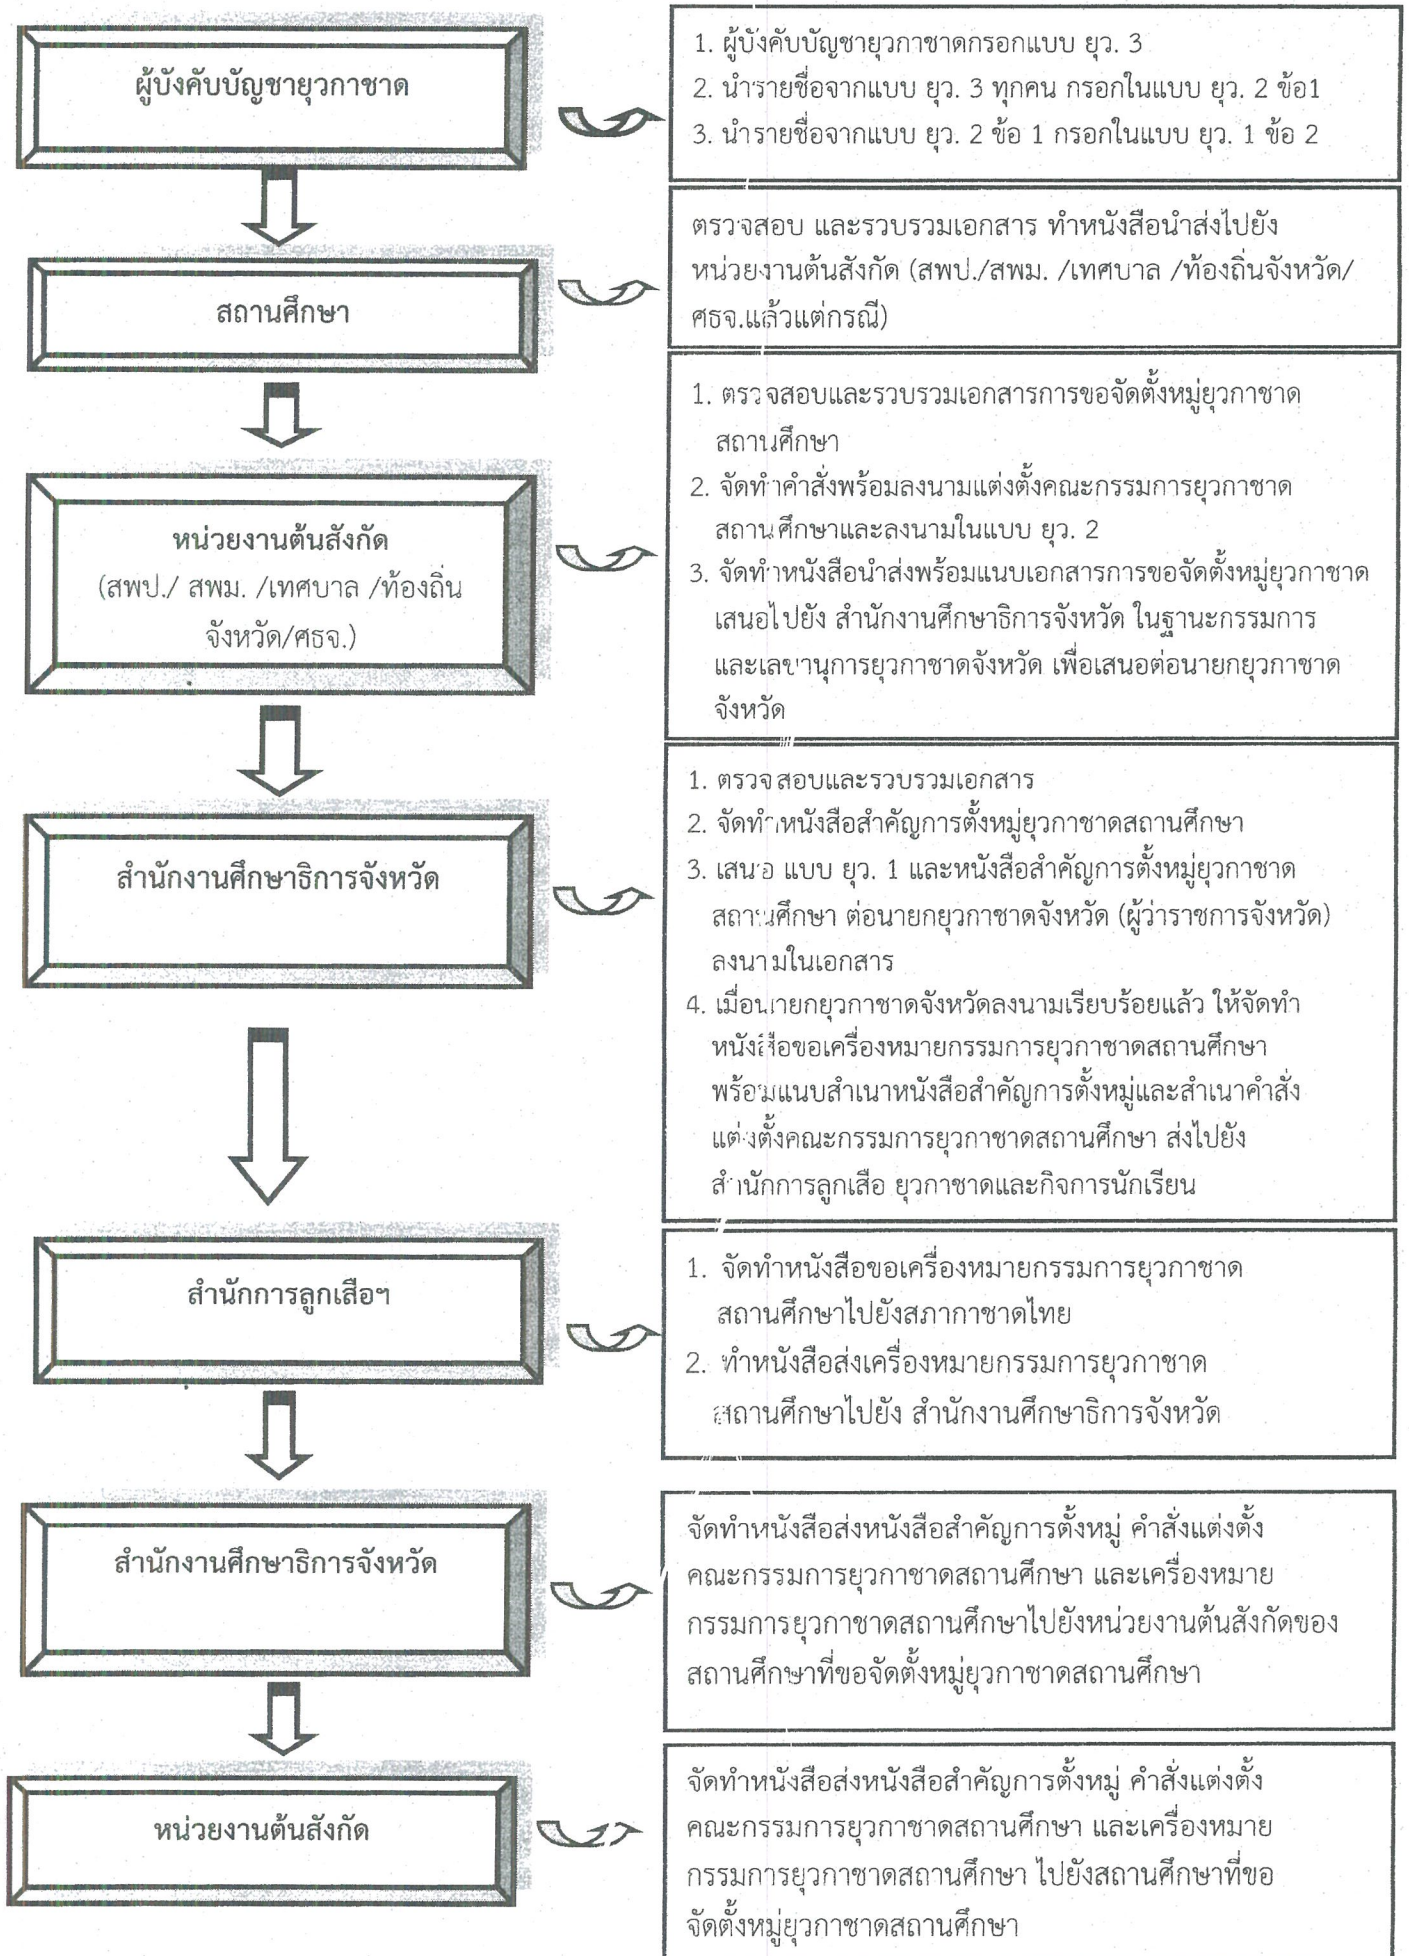 ผู้บังคับบัญชายุวกาชาด
1. ผู้บังคับบัญชายุวกาชาดกรอกแบบ ยุว. 3
2. นำรายชื่อจากแบบ ยุว. 3 ทุกคน กรอกในแบบ ยุว. 2 ข้อ1
3. นำรายชื่อจากแบบ ยุว. 2 ข้อ 1 กรอกในแบบ ยุว. 1 ข้อ 2
สถานศึกษา
ตรวจสอบ และรวบรวมเอกสาร ทำหนังสือนำส่งไปยัง
หน่วยงานต้นสังกัด (สพป./สพม. /เทศบาล /ท้องถิ่นจังหวัด/
ศธจ.แล้วแต่กรณี)
หน่วยงานต้นสังกัด
(สพป./ สพม. /เทศบาล /ท้องถิ่น
จังหวัด/ศธจ.)
1. ตรวจสอบและรวบรวมเอกสารการขอจัดตั้งหมู่ยุวกาชาด
สถานศึกษา
2. จัดทำคำสั่งพร้อมลงนามแต่งตั้งคณะกรรมการยุวกาชาด
สถานศึกษาและลงนามในแบบ ยุว. 2
3. จัดทำหนังสือนำส่งพร้อมแนบเอกสารการขอจัดตั้งหมู่ยุวกาชาด
เสนอไปยัง สำนักงานศึกษาธิการจังหวัด ในฐานะกรรมการ
และเลขานุการยุวกาชาดจังหวัด เพื่อเสนอต่อนายกยุวกาชาด
จังหวัด
สำนักงานศึกษาธิการจังหวัด
1. ตรวจสอบและรวบรวมเอกสาร
2. จัดทำหนังสือสำคัญการตั้งหมู่ยุวกาชาดสถานศึกษา
3. เสนอ แบบ ยุว. 1 และหนังสือสำคัญการตั้งหมู่ยุวกาชาด
สถานศึกษา ต่อนายกยุวกาชาดจังหวัด (ผู้ว่าราชการจังหวัด)
ลงนามในเอกสาร
4. เมื่อนายกยุวกาชาดจังหวัดลงนามเรียบร้อยแล้ว ให้จัดทำ
หนังสือขอเครื่องหมายกรรมการยุวกาชาดสถานศึกษา
พร้อมแนบสำเนาหนังสือสำคัญการตั้งหมู่และสำเนาคำสั่ง
แต่งตั้งคณะกรรมการยุวกาชาดสถานศึกษา ส่งไปยัง
สำนักการลูกเสือ ยุวกาชาดและกิจการนักเรียน
สำนักการลูกเสือฯ
1. จัดทำหนังสือขอเครื่องหมายกรรมการยุวกาชาด
สถานศึกษาไปยังสภากาชาดไทย
2. ทำหนังสือส่งเครื่องหมายกรรมการยุวกาชาด
สถานศึกษาไปยัง สำนักงานศึกษาธิการจังหวัด
สำนักงานศึกษาธิการจังหวัด
จัดทำหนังสือส่งหนังสือสำคัญการตั้งหมู่ คำสั่งแต่งตั้ง
คณะกรรมการยุวกาชาดสถานศึกษา และเครื่องหมาย
กรรมการยุวกาชาดสถานศึกษาไปยังหน่วยงานต้นสังกัดของ
สถานศึกษาที่ขอจัดตั้งหมู่ยุวกาชาดสถานศึกษา
หน่วยงานต้นสังกัด
จัดทำหนังสือส่งหนังสือสำคัญการตั้งหมู่ คำสั่งแต่งตั้ง
คณะกรรมการยุวกาชาดสถานศึกษา และเครื่องหมาย
กรรมการยุวกาชาดสถานศึกษา ไปยังสถานศึกษาที่ขอ
จัดตั้งหมู่ยุวกาชาดสถานศึกษา